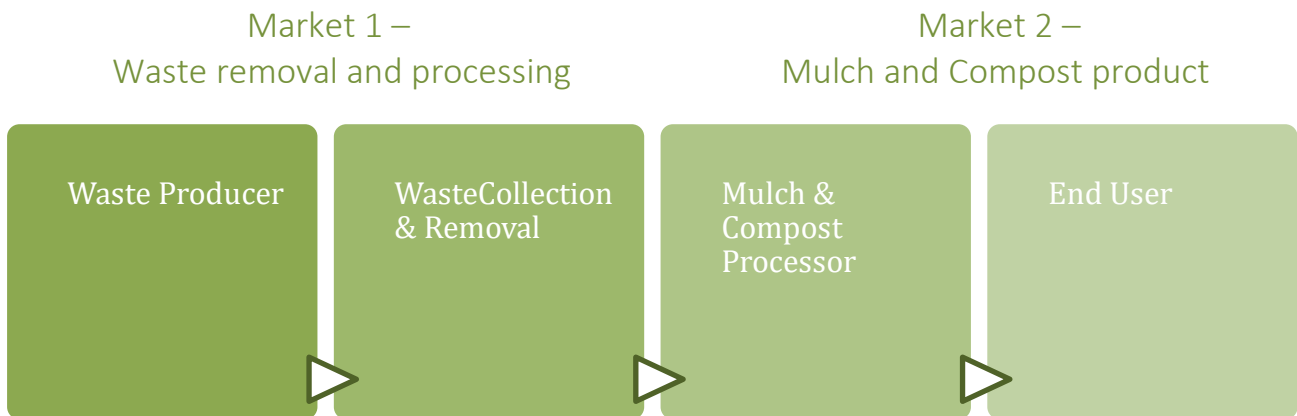 Market 1 –
Waste removal and processing
Market 2 –
Mulch and Compost product
Waste Producer
WasteCollection
& Removal
Mulch &
Compost
Processor
End User